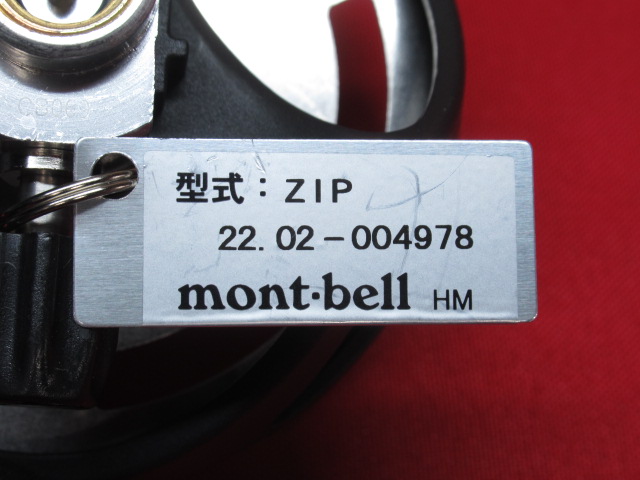 型式：ZIP
22.02-004978
mont·bell HM